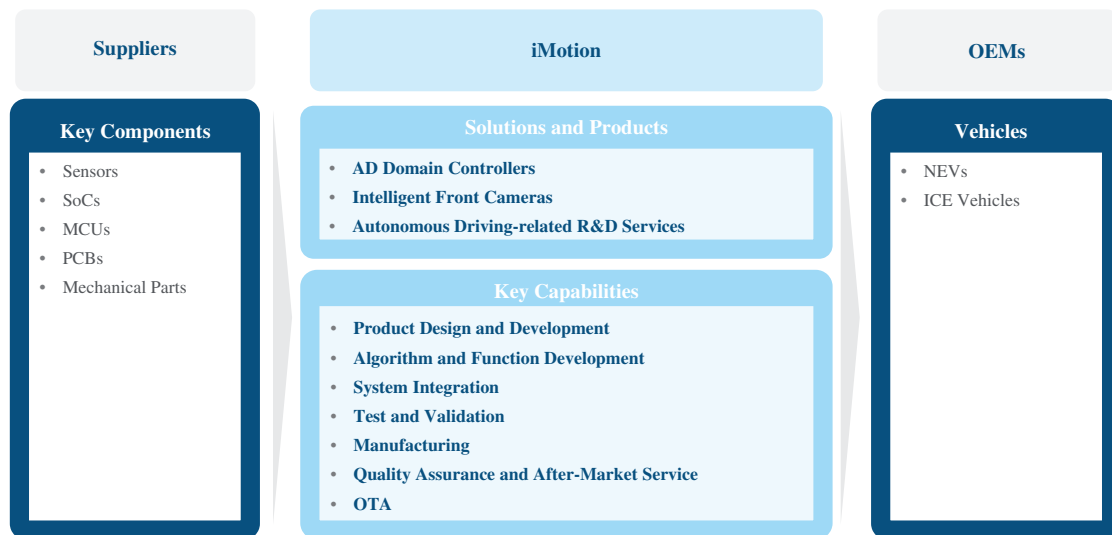 Suppliers
Key Components
• Sensors
• SoCs
• MCUs
• PCBs
• Mechanical Parts
iMotion
Solutions and Products
• AD Domain Controllers
• Intelligent Front Cameras
• Autonomous Driving-related R&D Services
Key Capabilities
• Product Design and Development
• Algorithm and Function Development
• System Integration
• Test and Validation
• Manufacturing
• Quality Assurance and After-Market Service
• OTA
OEMs
Vehicles
• NEVs
• ICE Vehicles